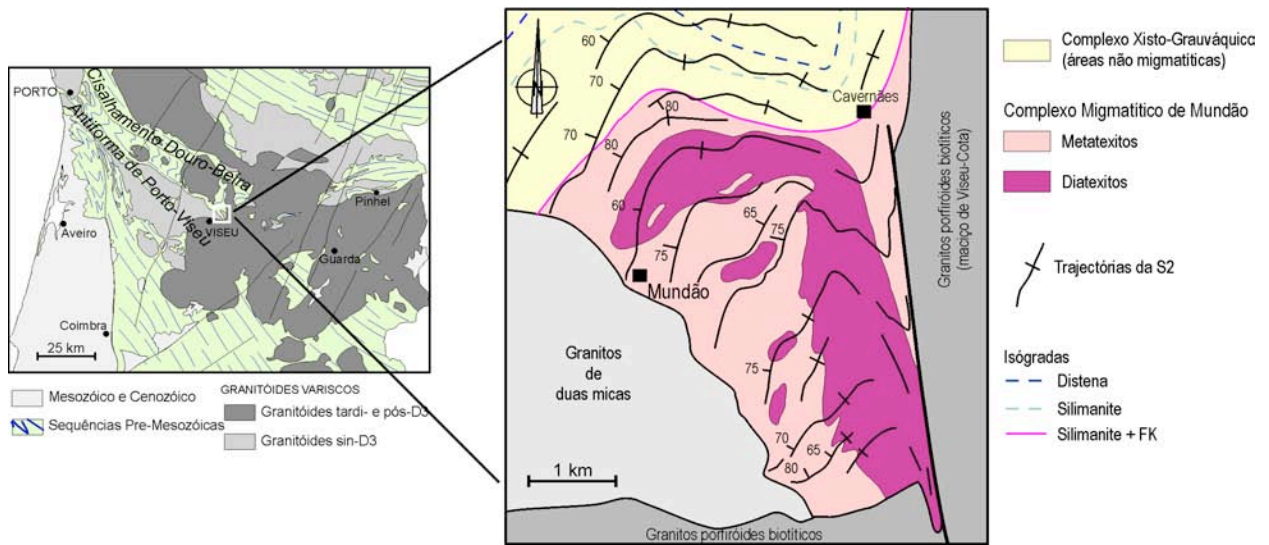 PORTO
Cisalhamento Douro-Beira
Antiforma de Porto-Viseu
Pinhel
Aveiro
VISEU
Guarda
Coimbra
25 km
Mesozóico e Cenozóico
Sequências Pre-Mesozóicas
GRANITÓIDES VARISCOS
Granitóides tardi- e pós-D3
Granitóides sin-D3
60
70
N
80
Cavernães
70
80
60
65
75
75
75
Mundão
Granitos
de
duas micas
75
70
65
80
1 km
Granitos porfiróides biotíticos
Granitos porfiróides biotíticos
(maciço de Viseu-Cota)
Complexo Xisto-Grauváquico
(áreas não migmatíticas)
Complexo Migmatítico de Mundão
Metatexitos
Diatexitos
Trajectórias da S2
Isógradas
Distena
Silimanite
Silimanite + FK